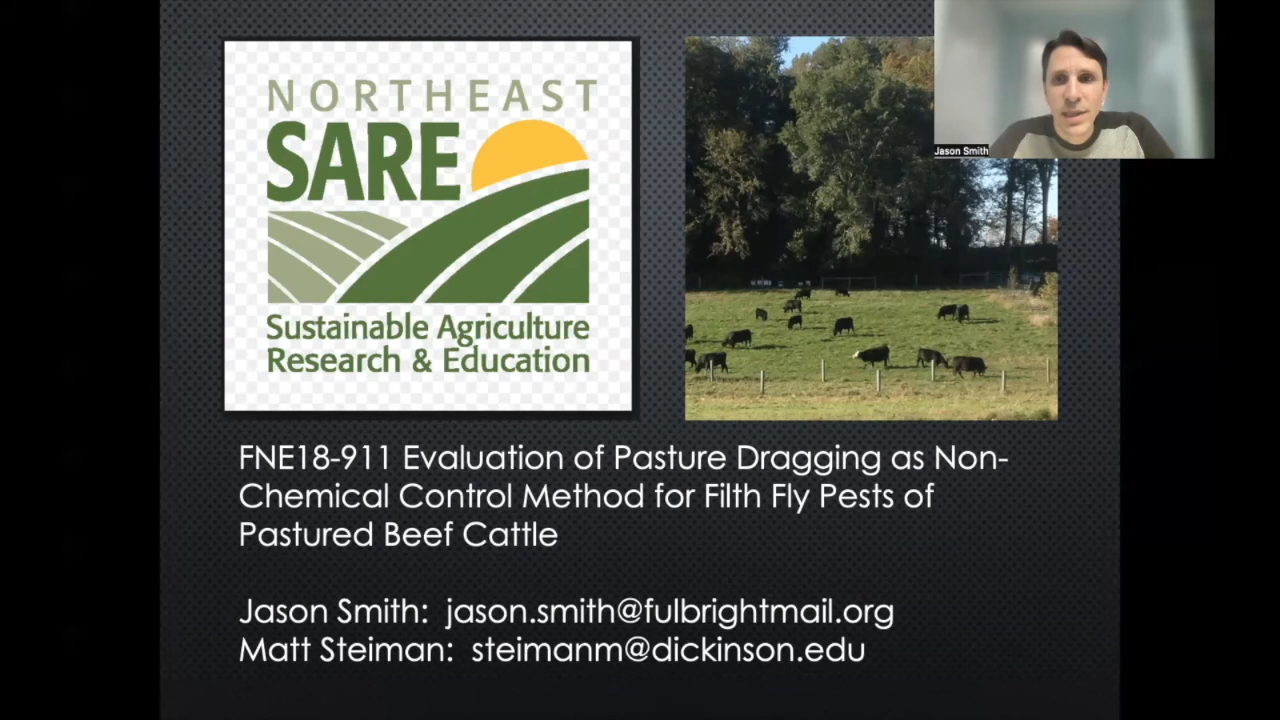 NORTHEAST
SARE
Sustainable Agriculture
Research & Education
Jason Smith
FNE18-911 Evaluation of Pasture Dragging as Non-
Chemical Control Method for Filth Fly Pests of
Pastured Beef Cattle
Jason Smith: jason.smith@fulbrightmail.org
Matt Steiman: steimanm@dickinson.edu